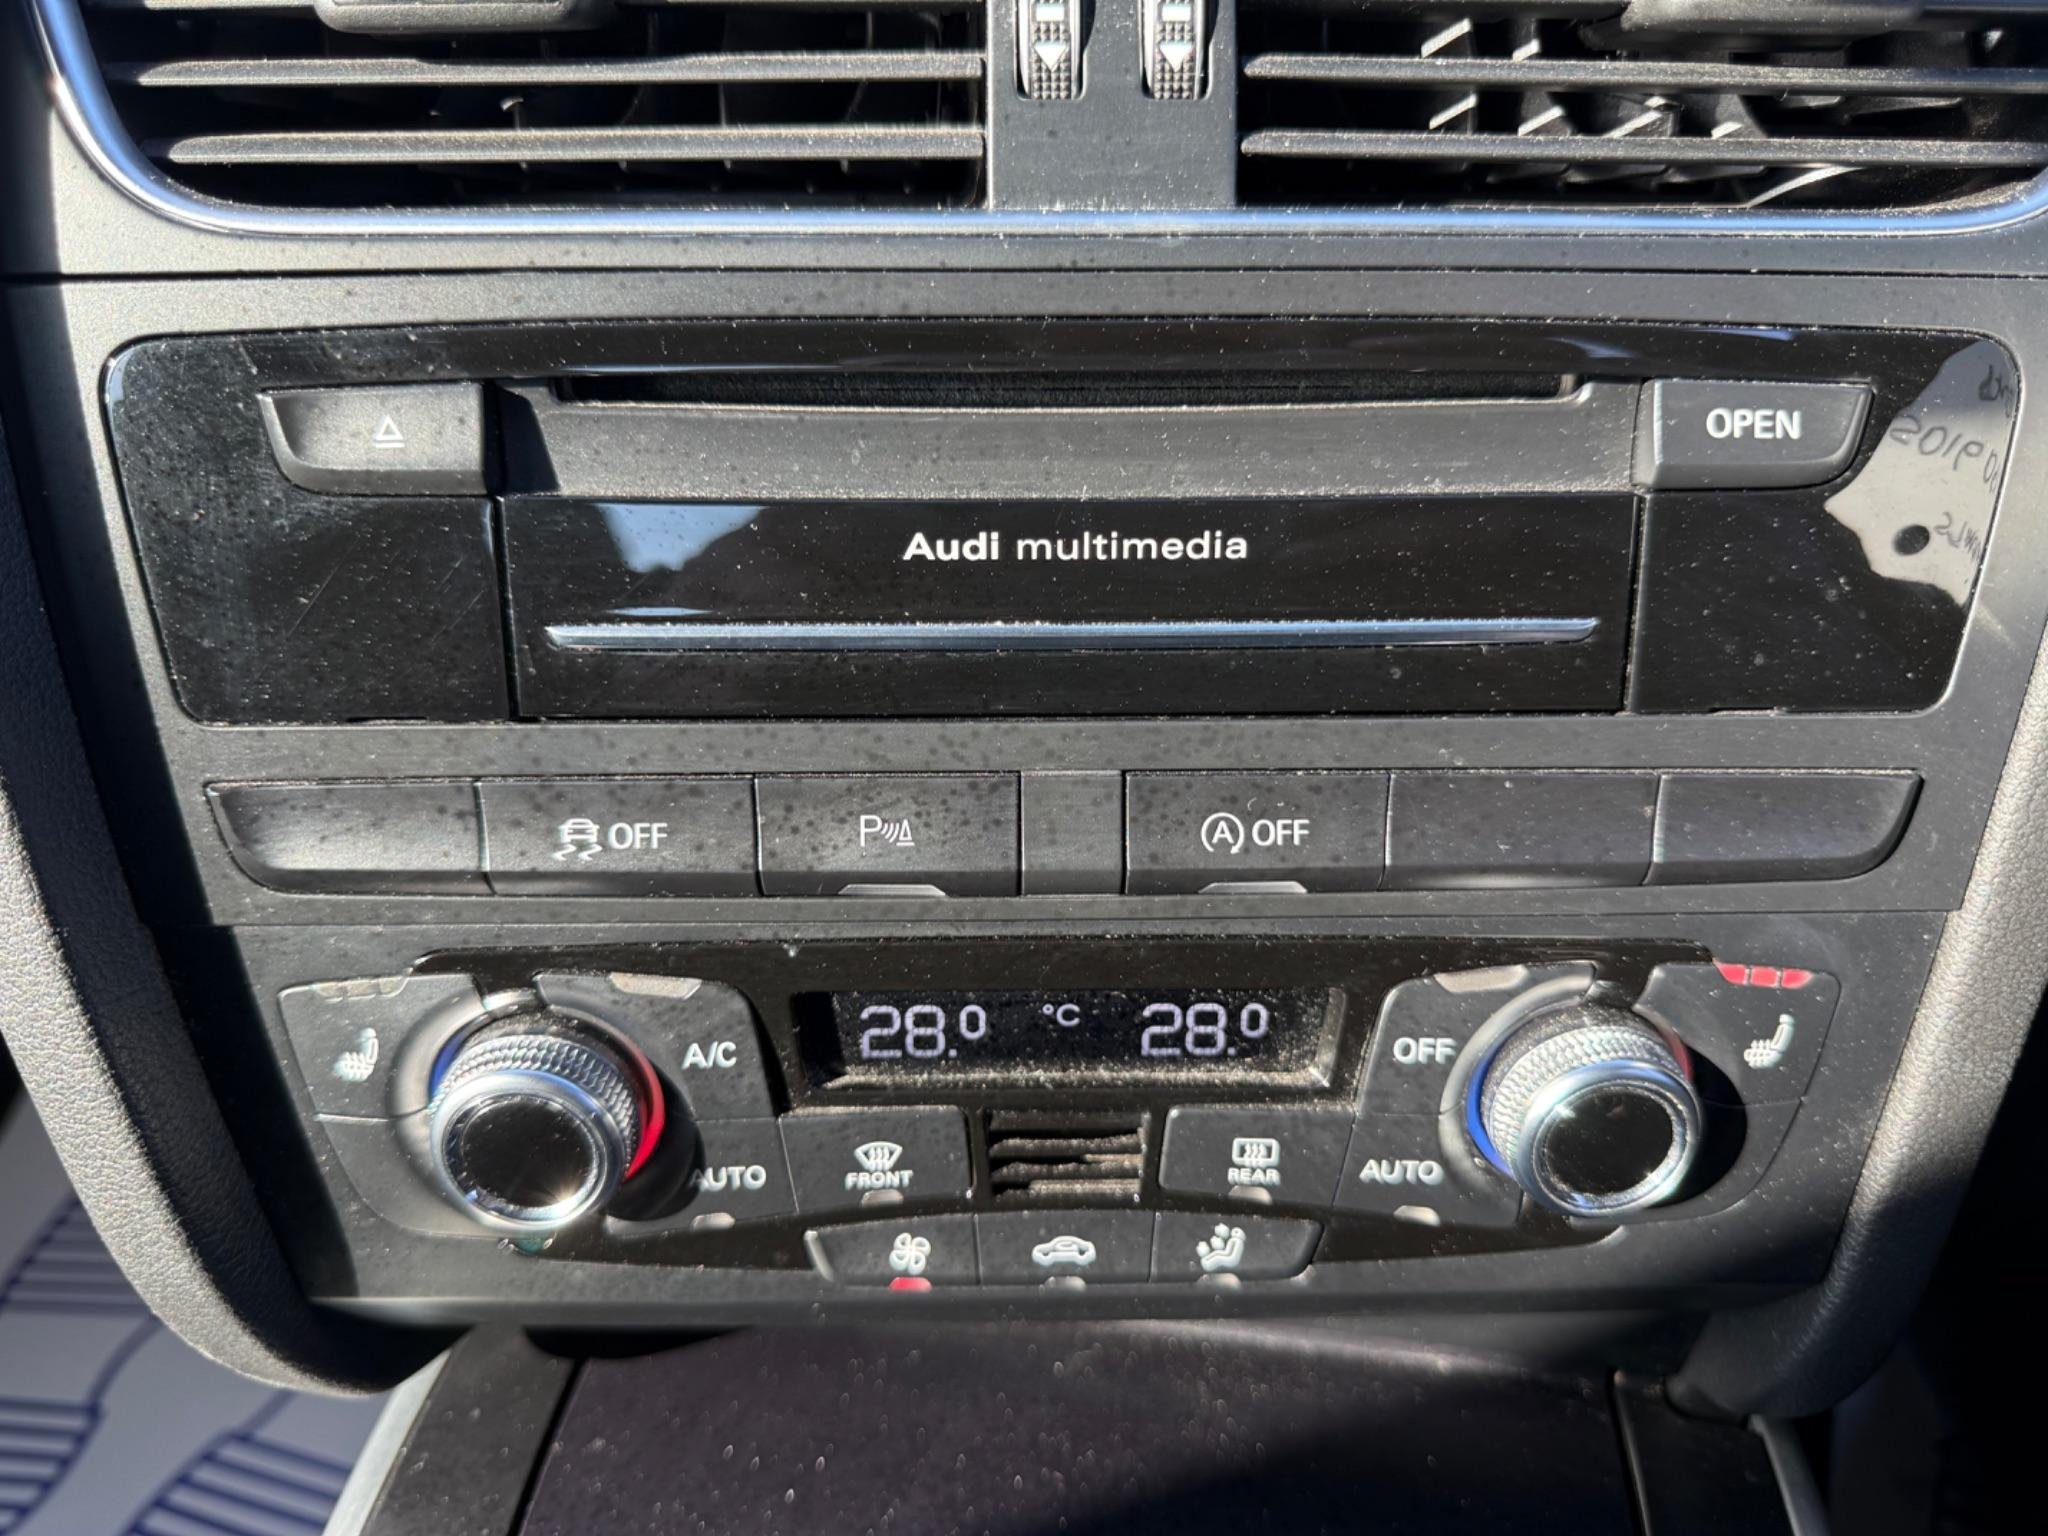 OPEN
Audi multimedia
OFF
P
A OFF
28.0 °C 28.0
A/C
OFF
AUTO
FRONT
REAR
AUTO